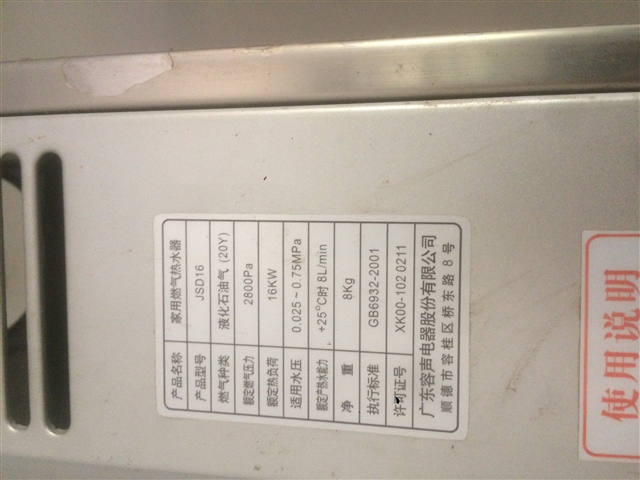 产品名称 家用燃气热水器
产品型号 JSD16
燃气种类 液化石油气 (20Y)
额定燃气压力 2800Pa
额定热负荷 16KW
适用水压 0.025~0.75MPa
额定产热水能力 +25°C时 8L/min
净 重 8Kg
执行标准 GB6932-2001
许可证号 XK00-102 0211
广东容声电器股份有限公司
顺德市容桂区桥东路8号
使用说明